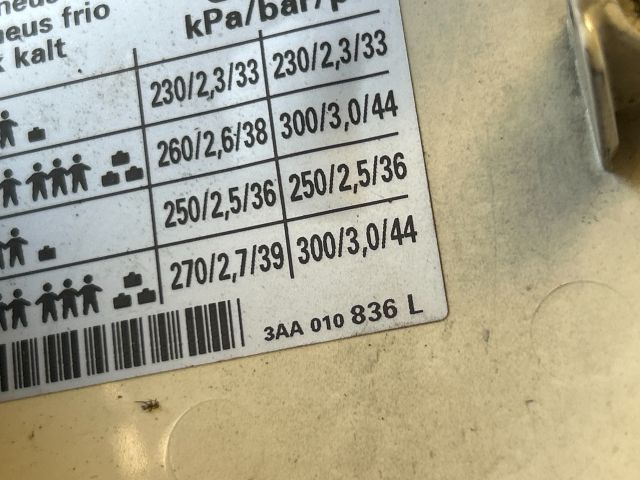 pneus frio
kalt
kPa/bar/p
230/2,3/33 230/2,3/33
260/2,6/38 300/3,0/44
250/2,5/36 250/2,5/36
270/2,7/39 300/3,0/44
3AA 010 836 L